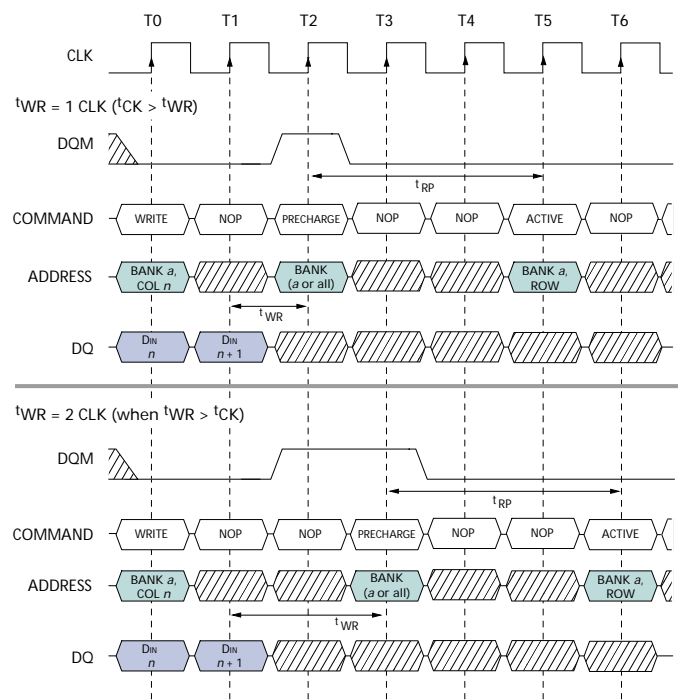 T0 T1 T2 T3 T4 T5 T6
CLK
tWR = 1 CLK (tCK > tWR)
DQM
tRP
COMMAND WRITE NOP PRECHARGE NOP NOP ACTIVE NOP
ADDRESS BANK a, COL n BANK (a or all) BANK a, ROW
tWR
DQ DIN n DIN n + 1
tWR = 2 CLK (when tWR > tCK)
DQM
tRP
COMMAND WRITE NOP NOP PRECHARGE NOP NOP ACTIVE
ADDRESS BANK a, COL n BANK (a or all) BANK a, ROW
tWR
DQ DIN n DIN n + 1